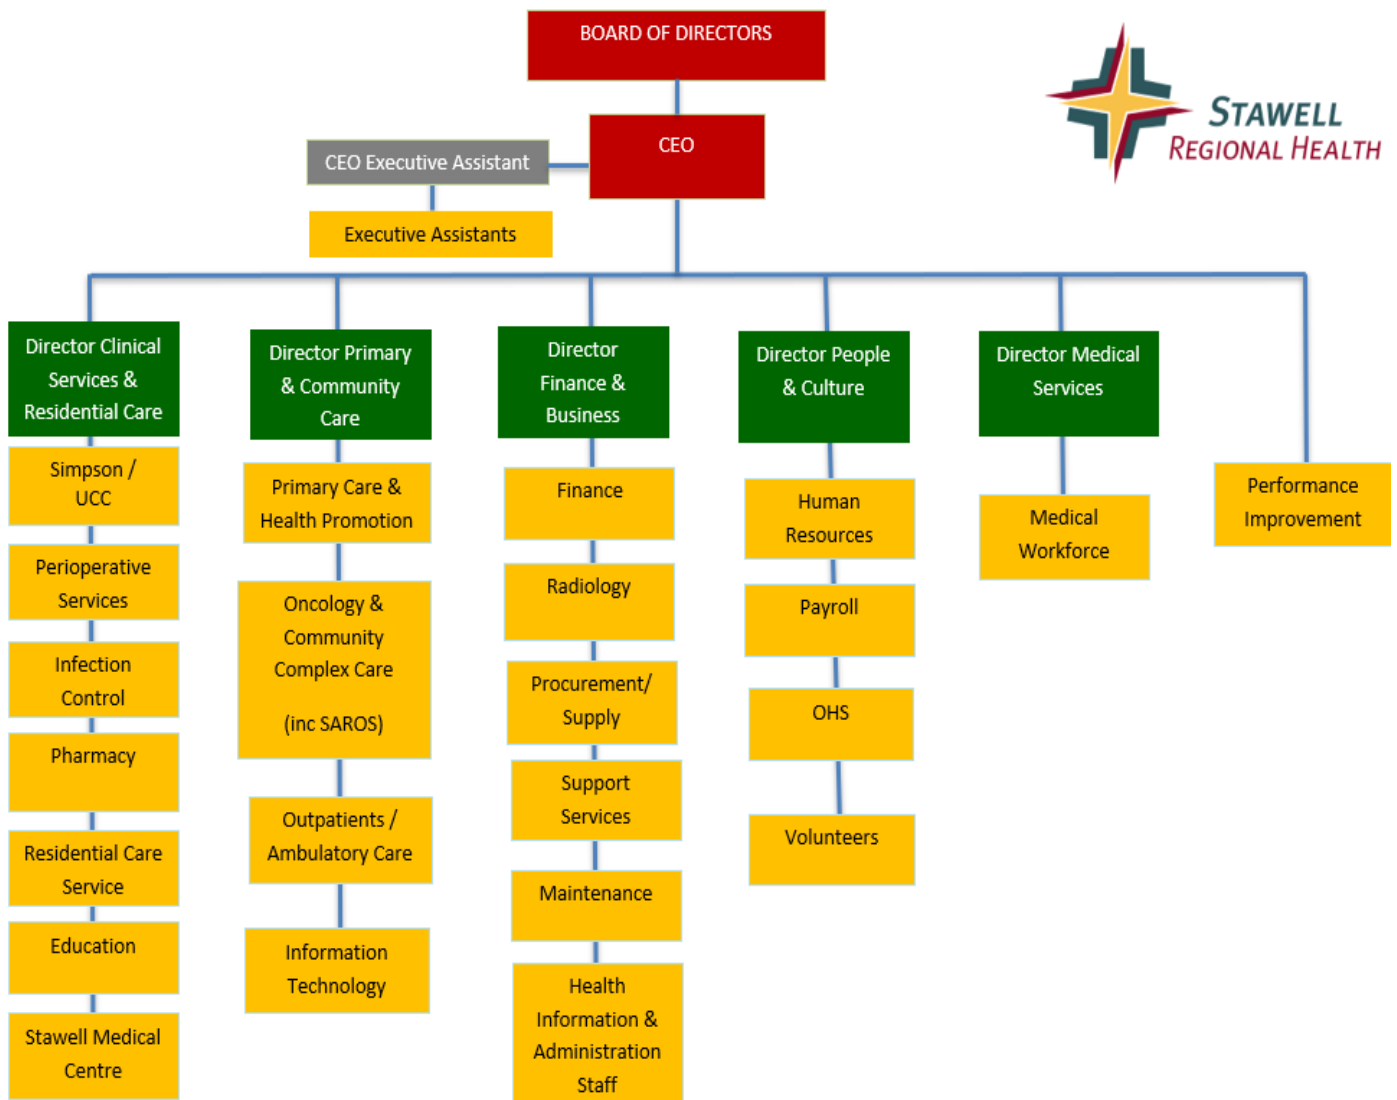 BOARD OF DIRECTORS
STAWELL
REGIONAL HEALTH
CEO
CEO Executive Assistant
Executive Assistants
Director Clinical
Services &
Residential Care
Simpson /
UCC
Perioperative
Services
Infection
Control
Pharmacy
Residential Care
Service
Education
Stawell Medical
Centre
Director Primary
& Community
Care
Primary Care &
Health Promotion
Oncology &
Community
Complex Care
(inc SAROS)
Outpatients /
Ambulatory Care
Information
Technology
Director
Finance &
Business
Finance
Radiology
Procurement/
Supply
Support
Services
Maintenance
Health
Information &
Administration
Staff
Director People
& Culture
Human
Resources
Payroll
OHS
Volunteers
Director Medical
Services
Medical
Workforce
Performance
Improvement